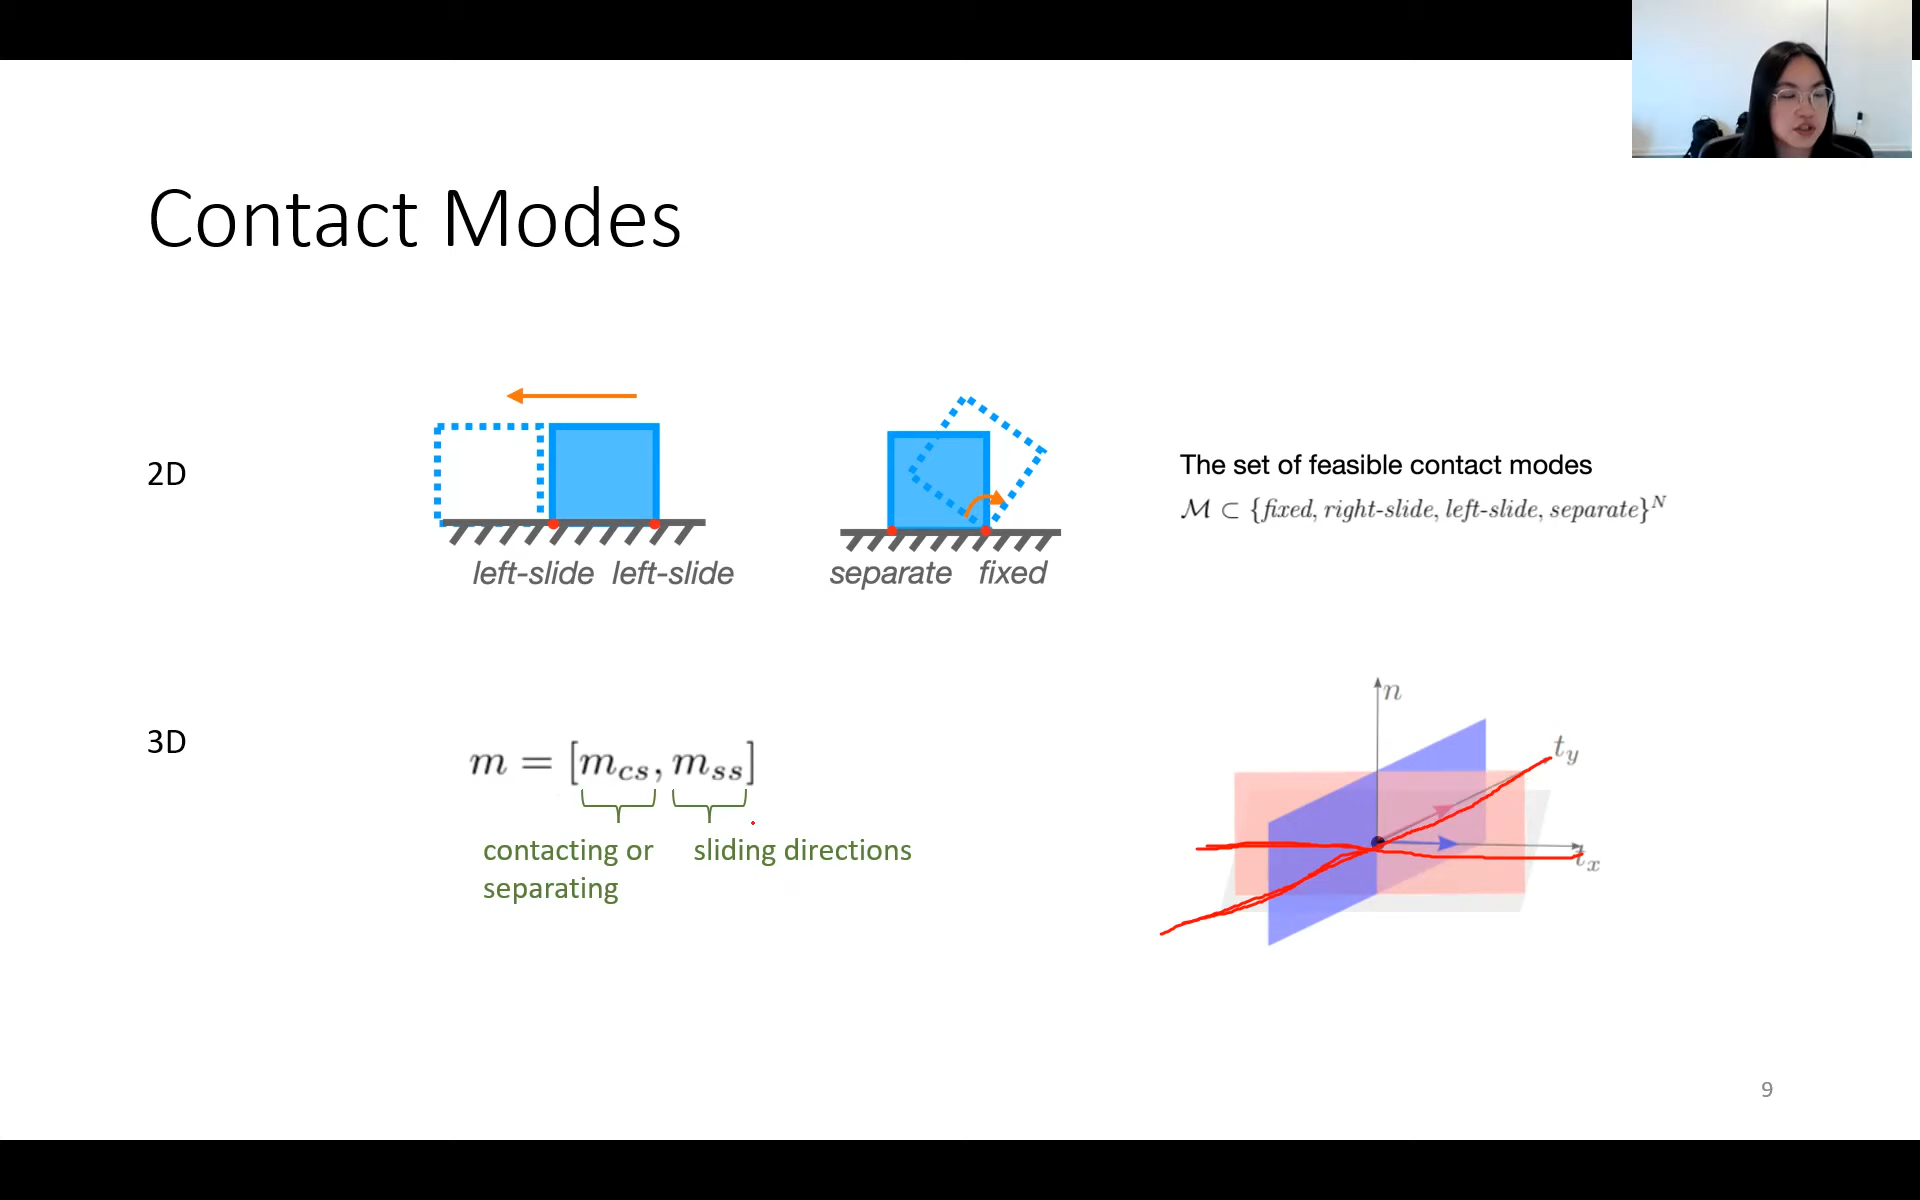 Contact Modes
2D
left-slide left-slide
separate fixed
The set of feasible contact modes
ℳ ⊂ {fixed, right-slide, left-slide, separate}^N
3D
m = [m_cs, m_ss]
contacting or
separating
sliding directions
n
t_y
t_x
9